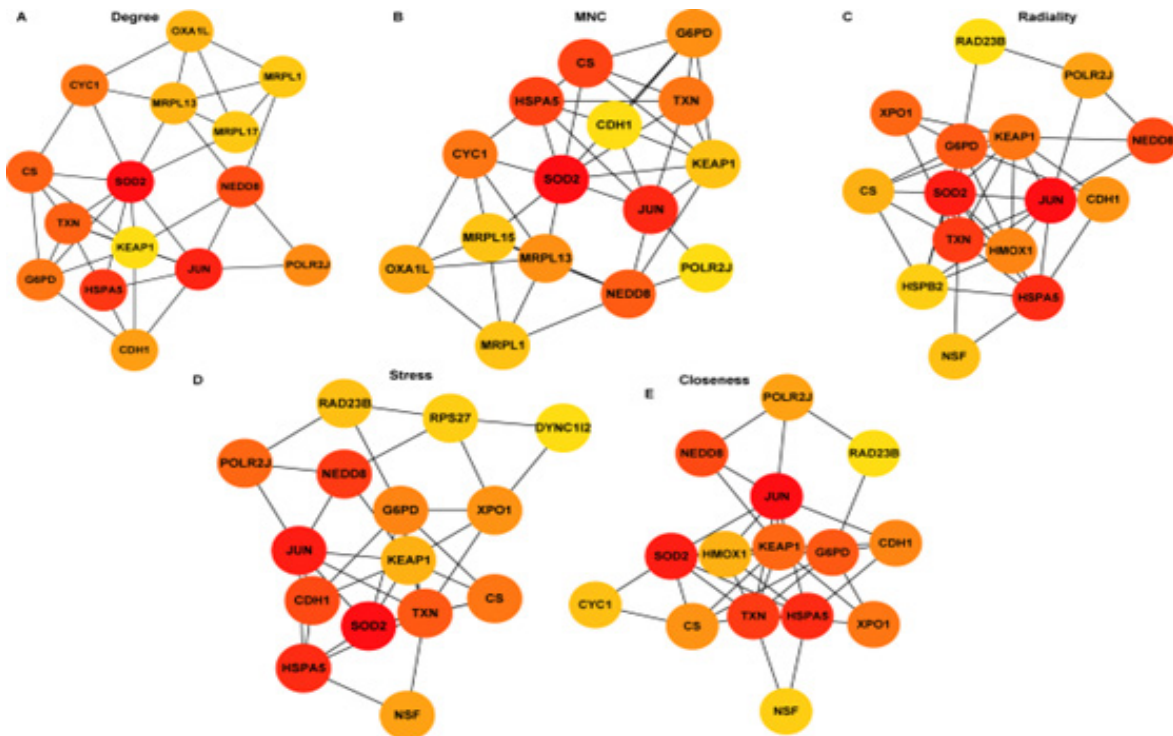 A Degree
OXA1L
MRPL1
CYC1
MRPL13
MRPL17
CS
SOD2
NEDD8
TXN
KEAP1
G6PD
HSPA5
JUN
POLR2J
CDH1
B MNC
G6PD
CS
HSPA5
TXN
CDH1
CYC1
KEAP1
SOD2
JUN
MRPL15
OXA1L
MRPL13
POLR2J
NEDD8
MRPL1
C Radiality
RAD23B
POLR2J
XPO1
G6PD
KEAP1
NEDD8
CS
SOD2
JUN
CDH1
TXN
HMOX1
HSPB2
HSPA5
NSF
D Stress
RAD23B
RPS27
DYNC1I2
POLR2J
NEDD8
G6PD
XPO1
JUN
KEAP1
CDH1
CS
SOD2
TXN
HSPA5
NSF
E Closeness
POLR2J
NEDD8
RAD23B
JUN
SOD2
HMOX1
KEAP1
G6PD
CDH1
CYC1
CS
TXN
HSPA5
XPO1
NSF